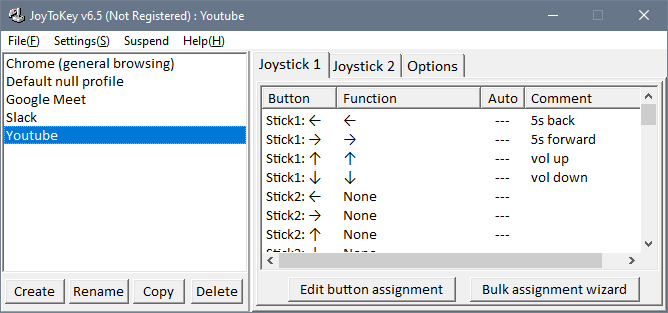 JoyToKey v6.5 (Not Registered) : Youtube
File(F) Settings(S) Suspend Help(H)
Chrome (general browsing)
Default null profile
Google Meet
Slack
Youtube
Create Rename Copy Delete
Joystick 1 Joystick 2 Options
Button Function Auto Comment
Stick1: ← ← --- 5s back
Stick1: → → --- 5s forward
Stick1: ↑ ↑ --- vol up
Stick1: ↓ ↓ --- vol down
Stick2: ← None ---
Stick2: → None ---
Stick2: ↑ None ---
Stick2: ↓ None ---
Edit button assignment Bulk assignment wizard